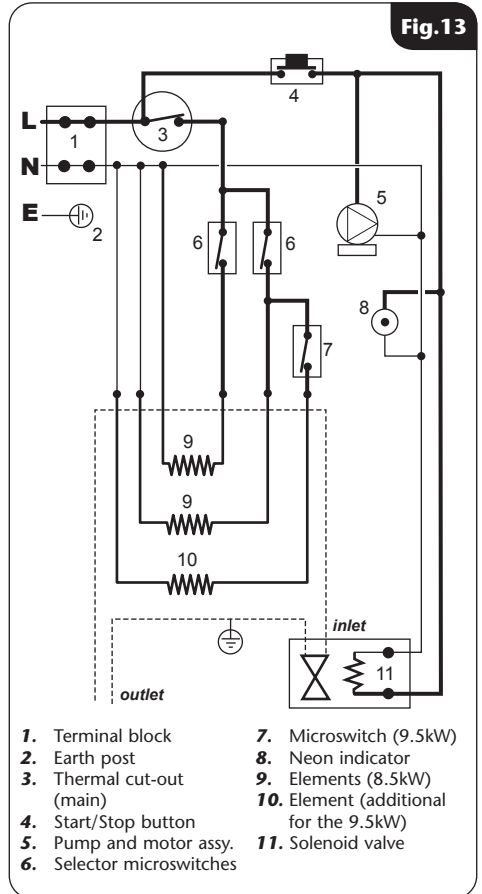 Fig.13
4
L
1
3
N
5
E
2
6
6
8
7
9
9
10
inlet
11
outlet
1. Terminal block
2. Earth post
3. Thermal cut-out
(main)
4. Start/Stop button
5. Pump and motor assy.
6. Selector microswitches
7. Microswitch (9.5kW)
8. Neon indicator
9. Elements (8.5kW)
10. Element (additional
for the 9.5kW)
11. Solenoid valve